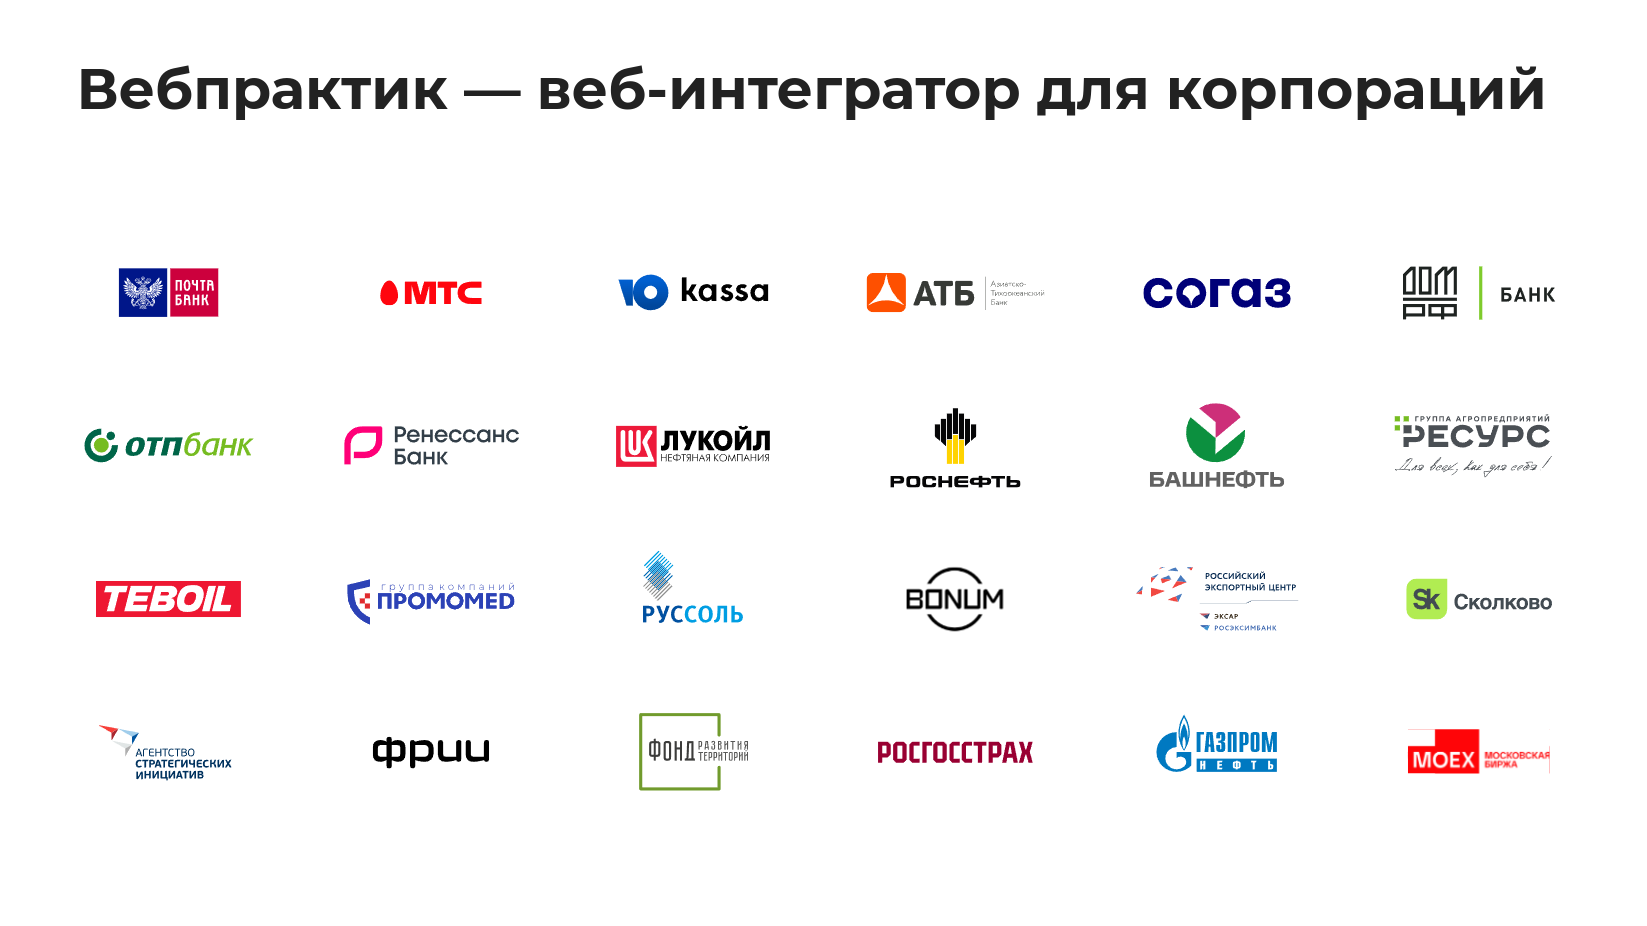 Вебпрактик — веб-интегратор для корпораций
ПОЧТА
БАНК
МТС
Ю kassa
АТБ
Азиатско-
Тихоокеанский
Банк
согаз
ДОМ
РФ
БАНК
отпбанк
Ренессанс
Банк
ЛУКОЙЛ
НЕФТЯНАЯ КОМПАНИЯ
РОСНЕФТЬ
БАШНЕФТЬ
ГРУППА АГРОПРЕДПРИЯТИЙ
РЕСУРС
Для всех, как для себя!
TEBOIL
группа компаний
ПРОМОМЕД
РУССОЛЬ
BONUM
РОССИЙСКИЙ
ЭКСПОРТНЫЙ ЦЕНТР
ЭКСАР
РОСЭКСИМБАНК
Sk Сколково
АГЕНТСТВО
СТРАТЕГИЧЕСКИХ
ИНИЦИАТИВ
фрии
ФОНД РАЗВИТИЯ
ТЕРРИТОРИЙ
РОСГОССТРАХ
ГАЗПРОМ
НЕФТЬ
MOEX
МОСКОВСКАЯ
БИРЖА